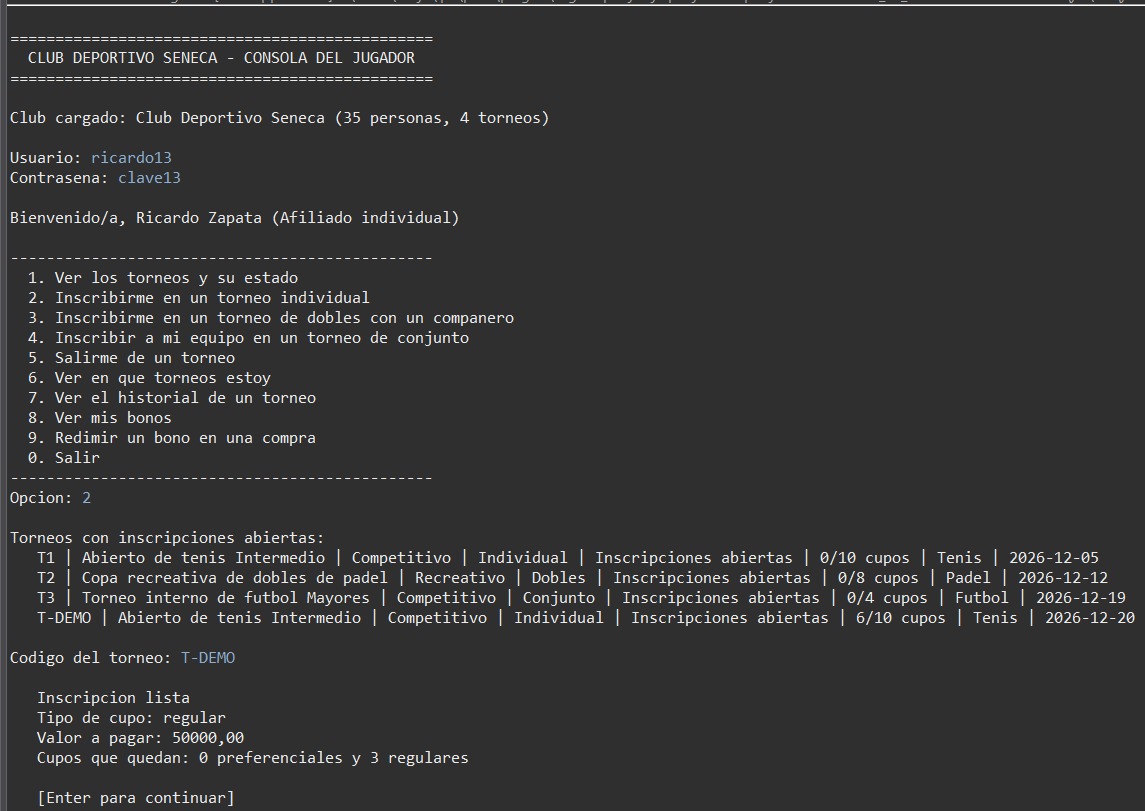 ==============================================
CLUB DEPORTIVO SENECA - CONSOLA DEL JUGADOR
==============================================
Club cargado: Club Deportivo Seneca (35 personas, 4 torneos)
Usuario: ricardo13
Contrasena: clave13
Bienvenido/a, Ricardo Zapata (Afiliado individual)
-----------------------------------------------
1. Ver los torneos y su estado
2. Inscribirme en un torneo individual
3. Inscribirme en un torneo de dobles con un companero
4. Inscribir a mi equipo en un torneo de conjunto
5. Salirme de un torneo
6. Ver en que torneos estoy
7. Ver el historial de un torneo
8. Ver mis bonos
9. Redimir un bono en una compra
0. Salir
-----------------------------------------------
Opcion: 2
Torneos con inscripciones abiertas:
T1 | Abierto de tenis Intermedio | Competitivo | Individual | Inscripciones abiertas | 0/10 cupos | Tenis | 2026-12-05
T2 | Copa recreativa de dobles de padel | Recreativo | Dobles | Inscripciones abiertas | 0/8 cupos | Padel | 2026-12-12
T3 | Torneo interno de futbol Mayores | Competitivo | Conjunto | Inscripciones abiertas | 0/4 cupos | Futbol | 2026-12-19
T-DEMO | Abierto de tenis Intermedio | Competitivo | Individual | Inscripciones abiertas | 6/10 cupos | Tenis | 2026-12-20
Codigo del torneo: T-DEMO
Inscripcion lista
Tipo de cupo: regular
Valor a pagar: 50000,00
Cupos que quedan: 0 preferenciales y 3 regulares
[Enter para continuar]